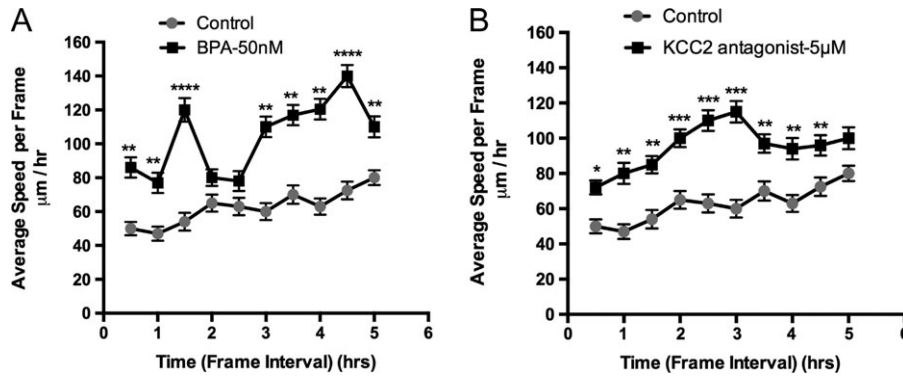 A
Control
BPA-50nM
Average Speed per Frame
μm / hr
160
140
120
100
80
60
40
20
0
** ** **** ** ** ** **** **
0 1 2 3 4 5 6
Time (Frame Interval) (hrs)
B
Control
KCC2 antagonist-5μM
Average Speed per Frame
μm / hr
160
140
120
100
80
60
40
20
0
* ** ** *** *** *** ** ** **
0 1 2 3 4 5 6
Time (Frame Interval) (hrs)